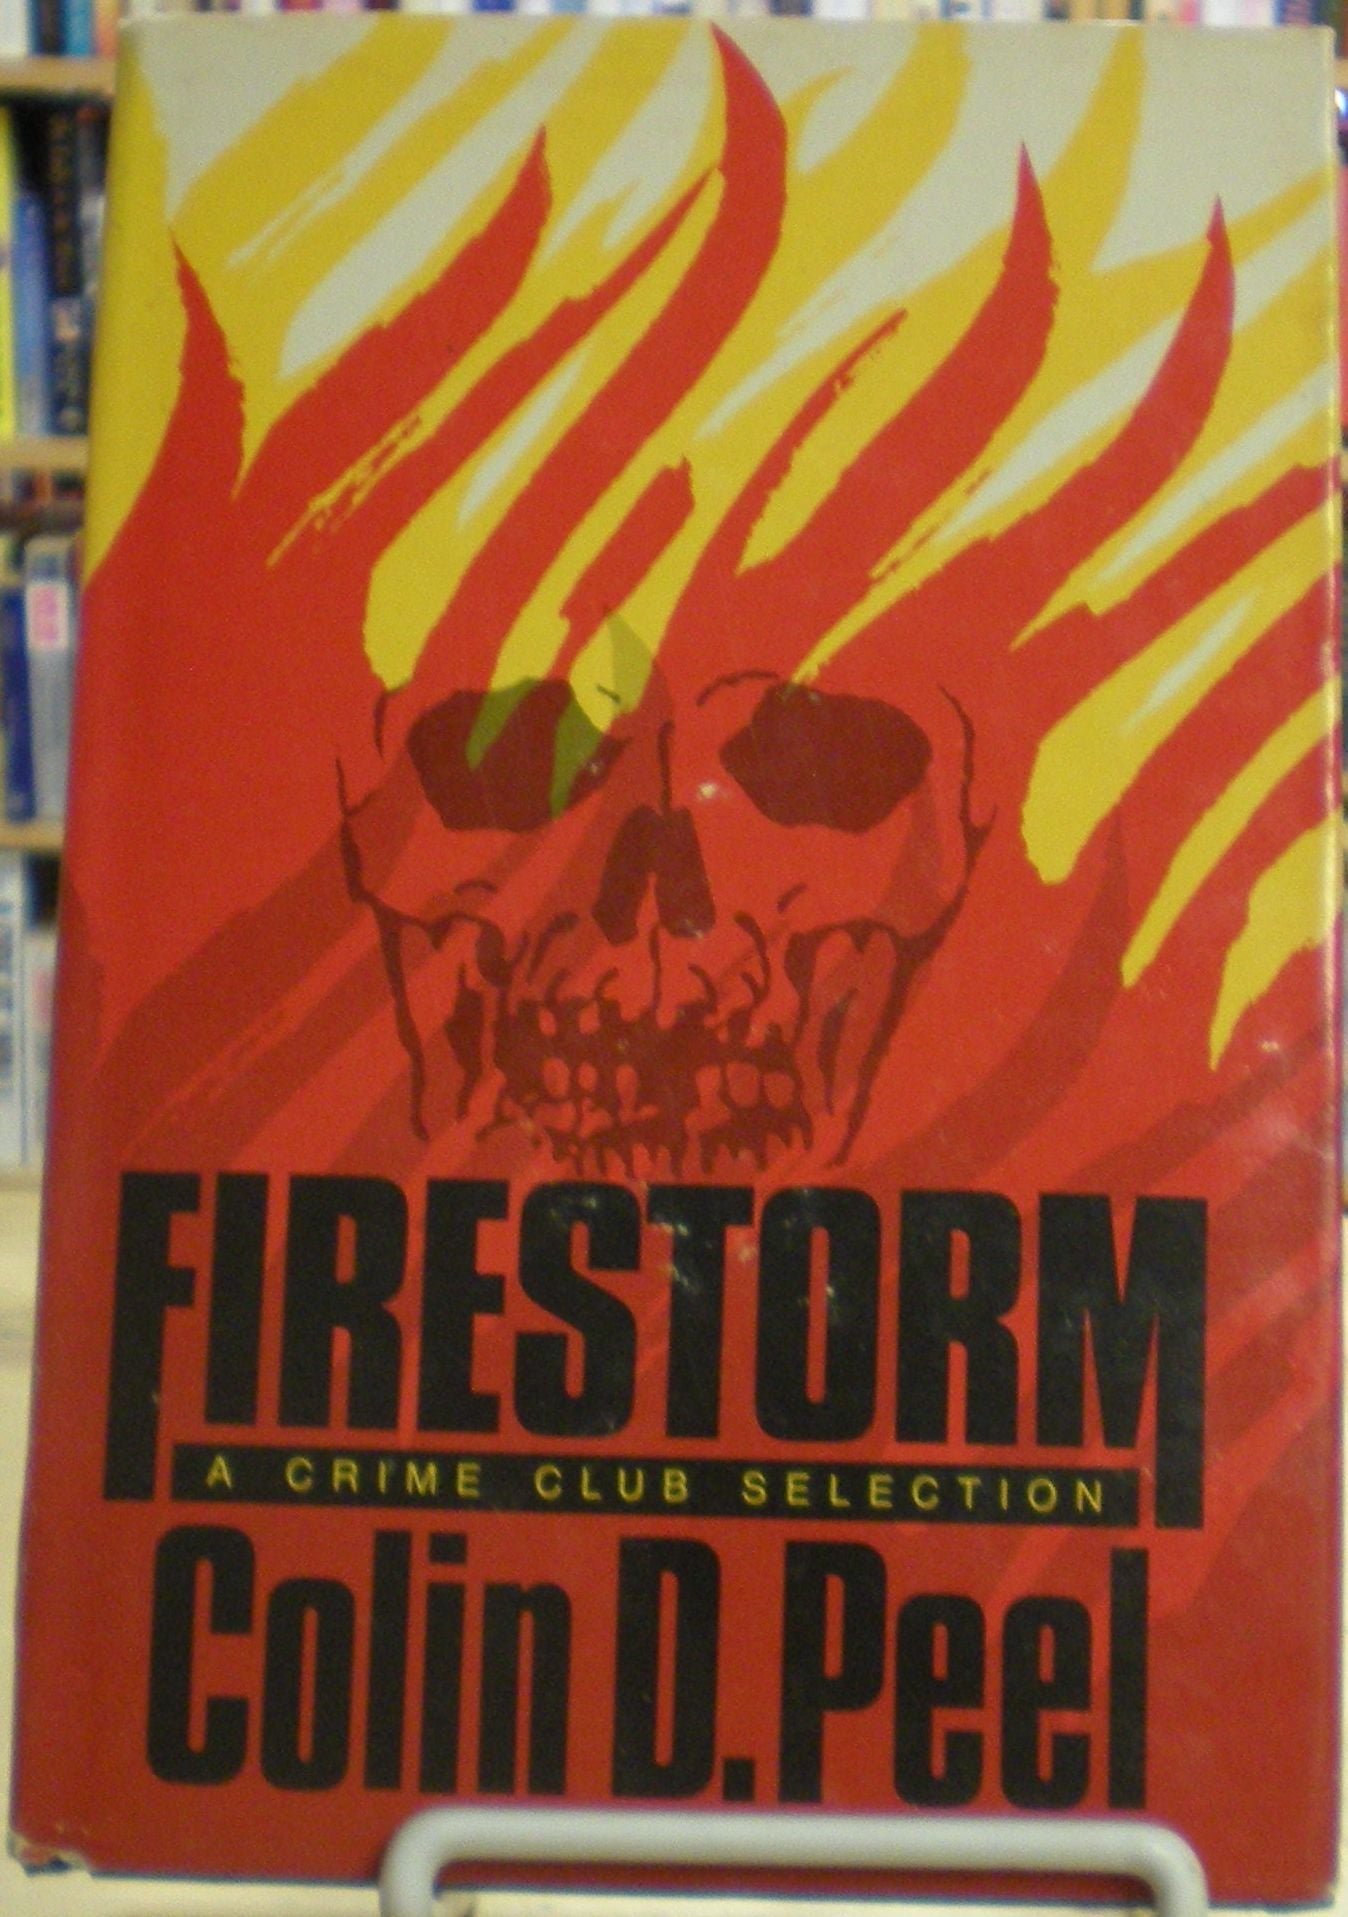 FIRESTORM
A CRIME CLUB SELECTION
Colin D. Peel